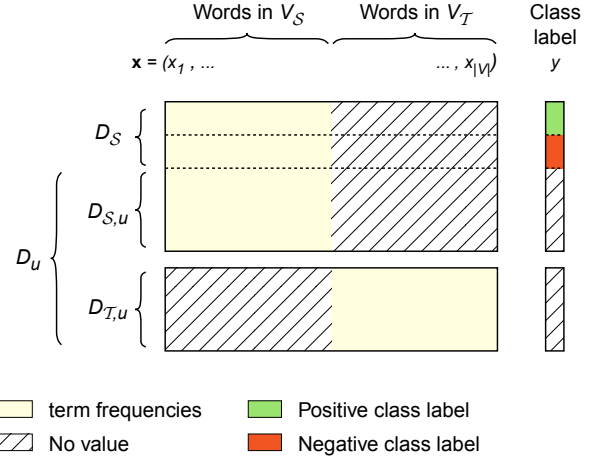 Words in V_S Words in V_T Class label
x = (x_1 , ... ... , x_|V|) y
D_S
D_S,u
D_u
D_T,u
term frequencies Positive class label
No value Negative class label